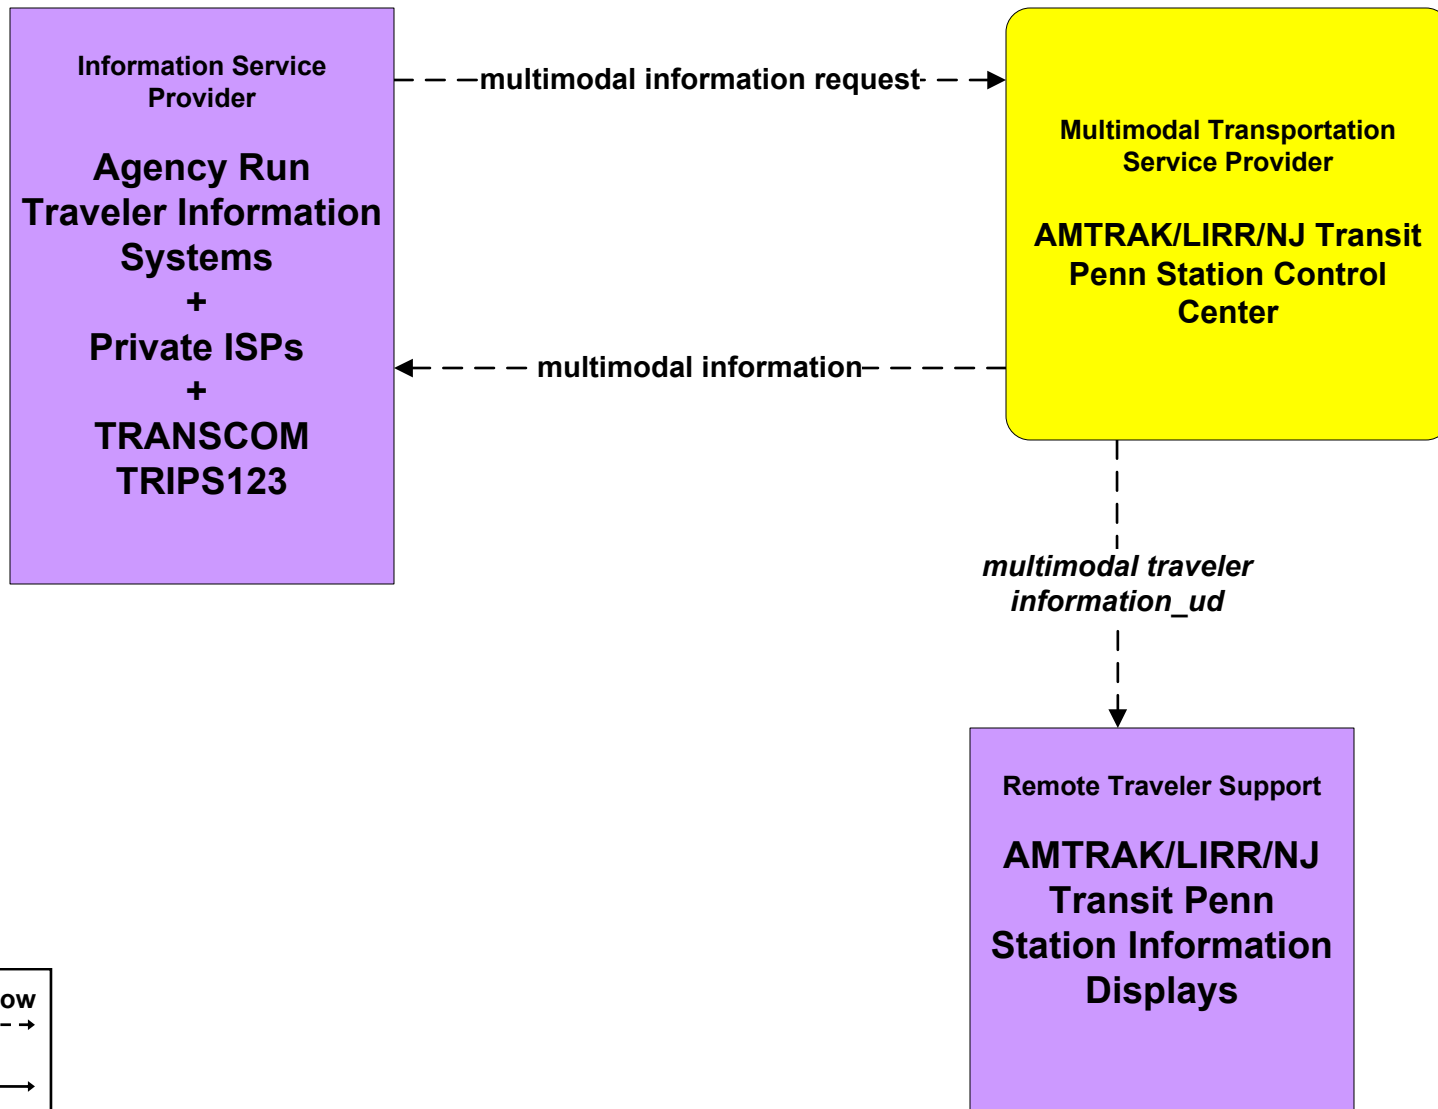 Information Service
Provider
Agency Run
Traveler Information
Systems
+
Private ISPs
+
TRANSCOM
TRIPS123
multimodal information request
Multimodal Transportation
Service Provider
AMTRAK/LIRR/NJ Transit
Penn Station Control
Center
multimodal information
multimodal traveler
information_ud
Remote Traveler Support
AMTRAK/LIRR/NJ
Transit Penn
Station Information
Displays